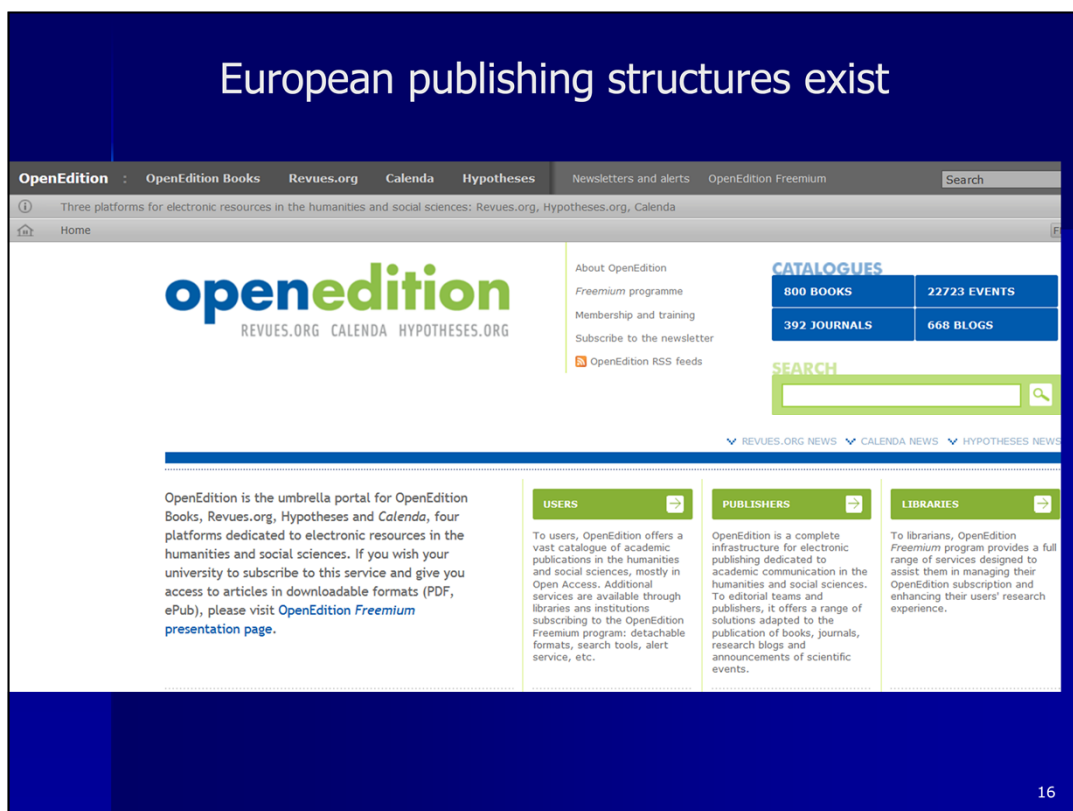 European publishing structures exist
OpenEdition : OpenEdition Books Revues.org Calenda Hypotheses Newsletters and alerts OpenEdition Freemium Search
Three platforms for electronic resources in the humanities and social sciences: Revues.org, Hypotheses.org, Calenda
Home
openedition
REVUES.ORG CALENDA HYPOTHESES.ORG
About OpenEdition
Freemium programme
Membership and training
Subscribe to the newsletter
OpenEdition RSS feeds
CATALOGUES
800 BOOKS 22723 EVENTS
392 JOURNALS 668 BLOGS
SEARCH
REVUES.ORG NEWS CALENDA NEWS HYPOTHESES NEWS
OpenEdition is the umbrella portal for OpenEdition
Books, Revues.org, Hypotheses and Calenda, four
platforms dedicated to electronic resources in the
humanities and social sciences. If you wish your
university to subscribe to this service and give you
access to articles in downloadable formats (PDF,
ePub), please visit OpenEdition Freemium
presentation page.
USERS
To users, OpenEdition offers a
vast catalogue of academic
publications in the humanities
and social sciences, mostly in
Open Access. Additional
services are available through
libraries ans institutions
subscribing to the OpenEdition
Freemium program: detachable
formats, search tools, alert
service, etc.
PUBLISHERS
OpenEdition is a complete
infrastructure for electronic
publishing dedicated to
academic communication in the
humanities and social sciences.
To editorial teams and
publishers, it offers a range of
solutions adapted to the
publication of books, journals,
research blogs and
announcements of scientific
events.
LIBRARIES
To librarians, OpenEdition
Freemium program provides a full
range of services designed to
assist them in managing their
OpenEdition subscription and
enhancing their users' research
experience.
16